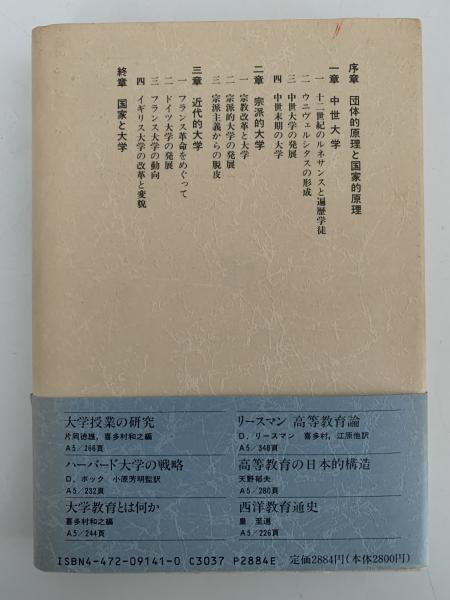 序章 団体的原理と国家的原理
一章 中世大学
一 十二世紀のルネサンスと遍歴学徒
二 ウニヴェルシタスの形成
三 中世大学の発展
四 中世末期の大学
二章 宗派的大学
一 宗教改革と大学
二 宗派的大学の発展
三 宗派主義からの脱皮
三章 近代的大学
一 フランス革命をめぐって
二 ドイツ大学の発展
三 フランス大学の動向
四 イギリス大学の改革と変貌
終章 国家と大学
大学授業の研究
片岡徳雄, 喜多村和之編
A5/266頁
ハーバード大学の戦略
D. ボック 小原芳明監訳
A5/232頁
大学教育とは何か
喜多村和之編
A5/244頁
リースマン 高等教育論
D. リースマン 喜多村, 江原他訳
A5/348頁
高等教育の日本的構造
天野郁夫
A5/280頁
西洋教育通史
皇 至道
A5/226頁
ISBN4-472-09141-0 C3037 P2884E 定価2884円(本体2800円)